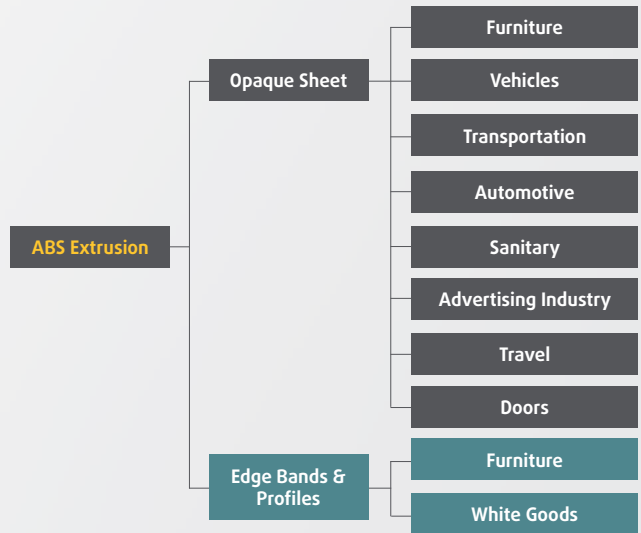 ABS Extrusion
Opaque Sheet
Furniture
Vehicles
Transportation
Automotive
Sanitary
Advertising Industry
Travel
Doors
Edge Bands &
Profiles
Furniture
White Goods